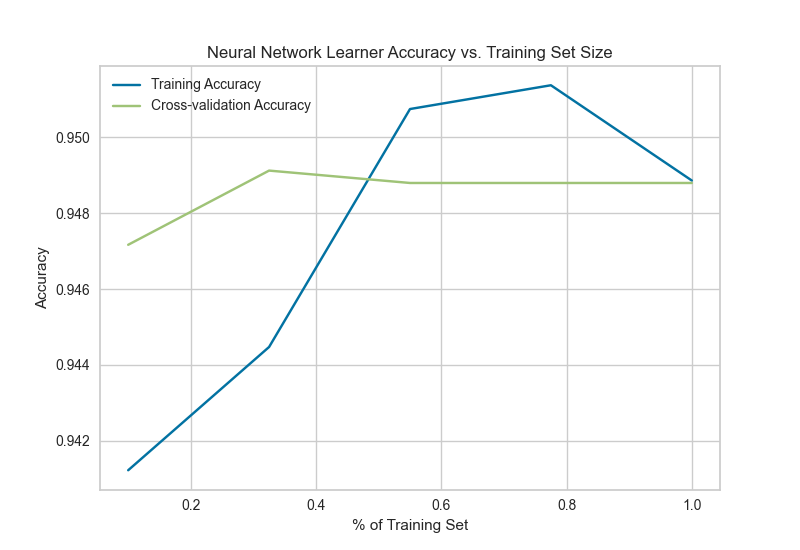 Neural Network Learner Accuracy vs. Training Set Size
Training Accuracy
Cross-validation Accuracy
0.950
0.948
0.946
0.944
0.942
Accuracy
0.2 0.4 0.6 0.8 1.0
% of Training Set